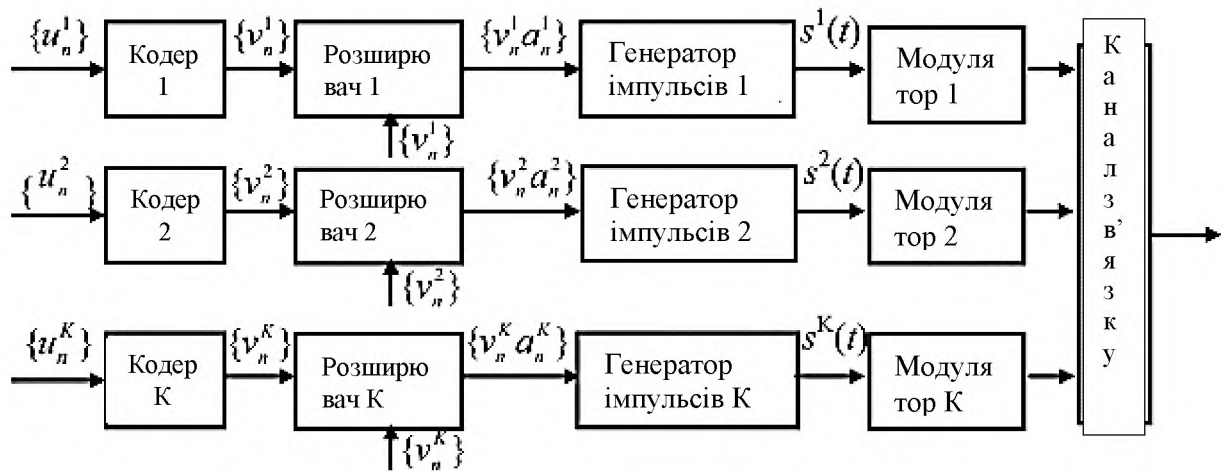 {u_n^1} {v_n^1} {v_n^1 a_n^1} s^1(t)
Кодер
1
Розширю
вач 1
Генератор
імпульсів 1
Модуля
тор 1
{v_n^1}
{u_n^2} {v_n^2} {v_n^2 a_n^2} s^2(t)
Кодер
2
Розширю
вач 2
Генератор
імпульсів 2
Модуля
тор 2
{v_n^2}
{u_n^K} {v_n^K} {v_n^K a_n^K} s^K(t)
Кодер
К
Розширю
вач К
Генератор
імпульсів К
Модуля
тор К
{v_n^K}
К
а
н
а
л
з
в’
я
з
к
у